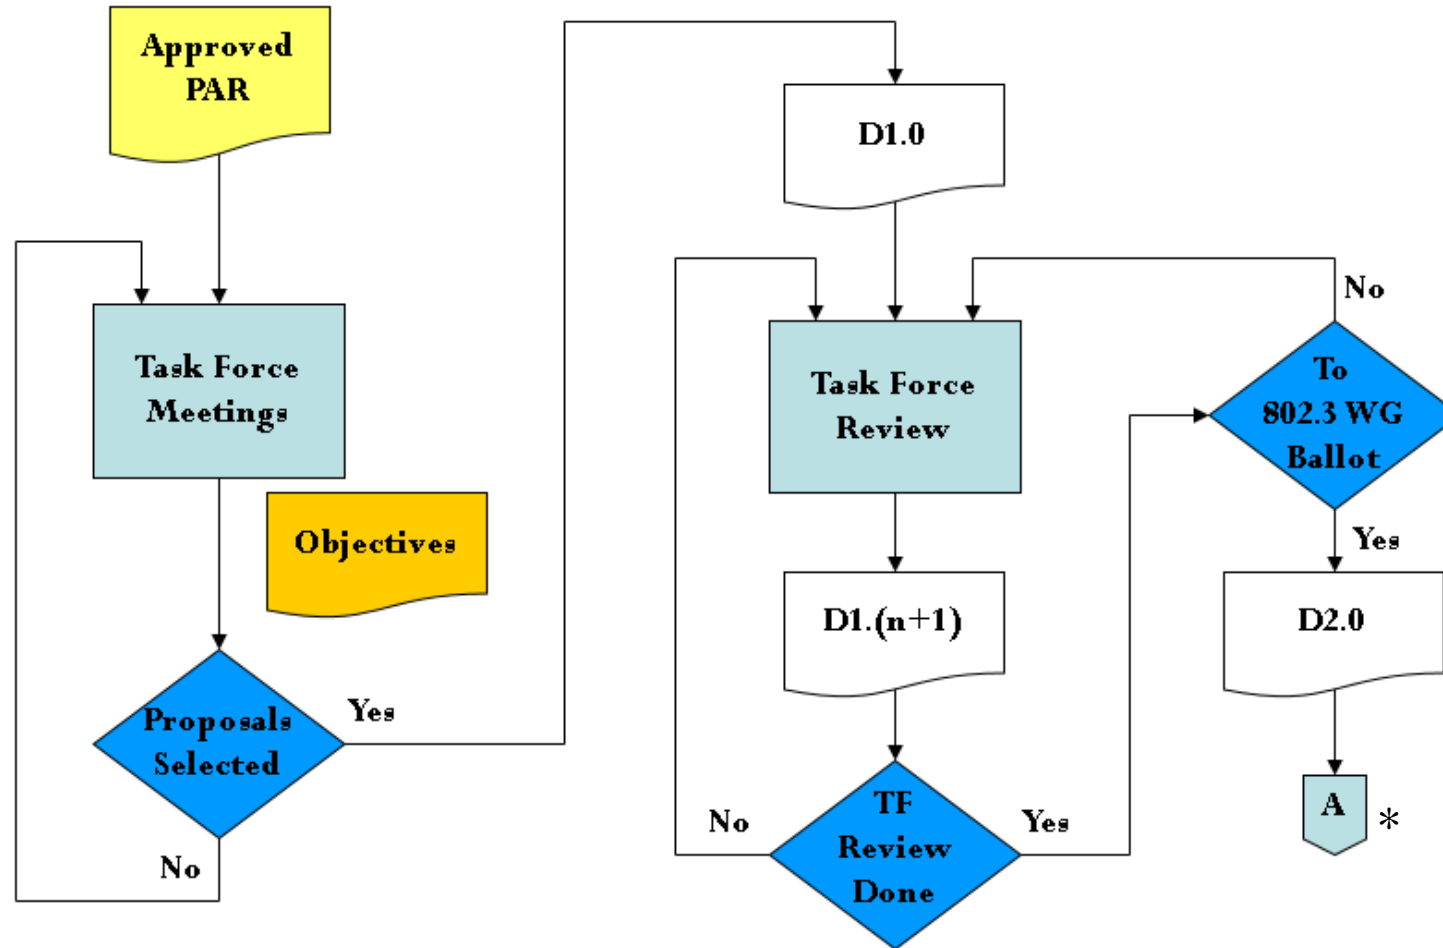 Approved
PAR
Task Force
Meetings
Objectives
Proposals
Selected
Yes
No
D1.0
Task Force
Review
D1.(n+1)
TF
Review
Done
No
Yes
To
802.3 WG
Ballot
No
Yes
D2.0
A
*